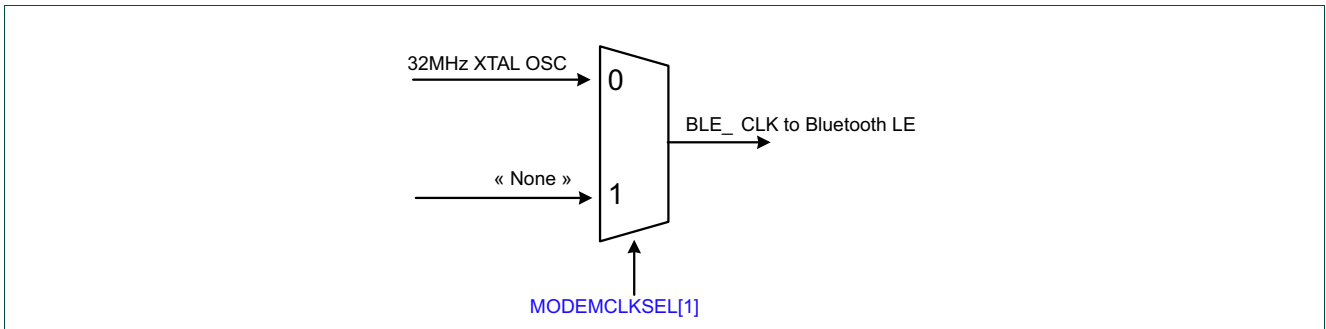 32MHz XTAL OSC
0
BLE_ CLK to Bluetooth LE
« None »
1
MODEMCLKSEL[1]